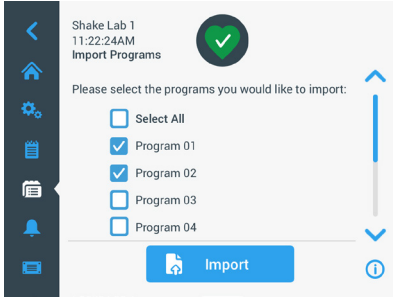 Shake Lab 1
11:22:24AM
Import Programs
Please select the programs you would like to import:
Select All
Program 01
Program 02
Program 03
Program 04
Import